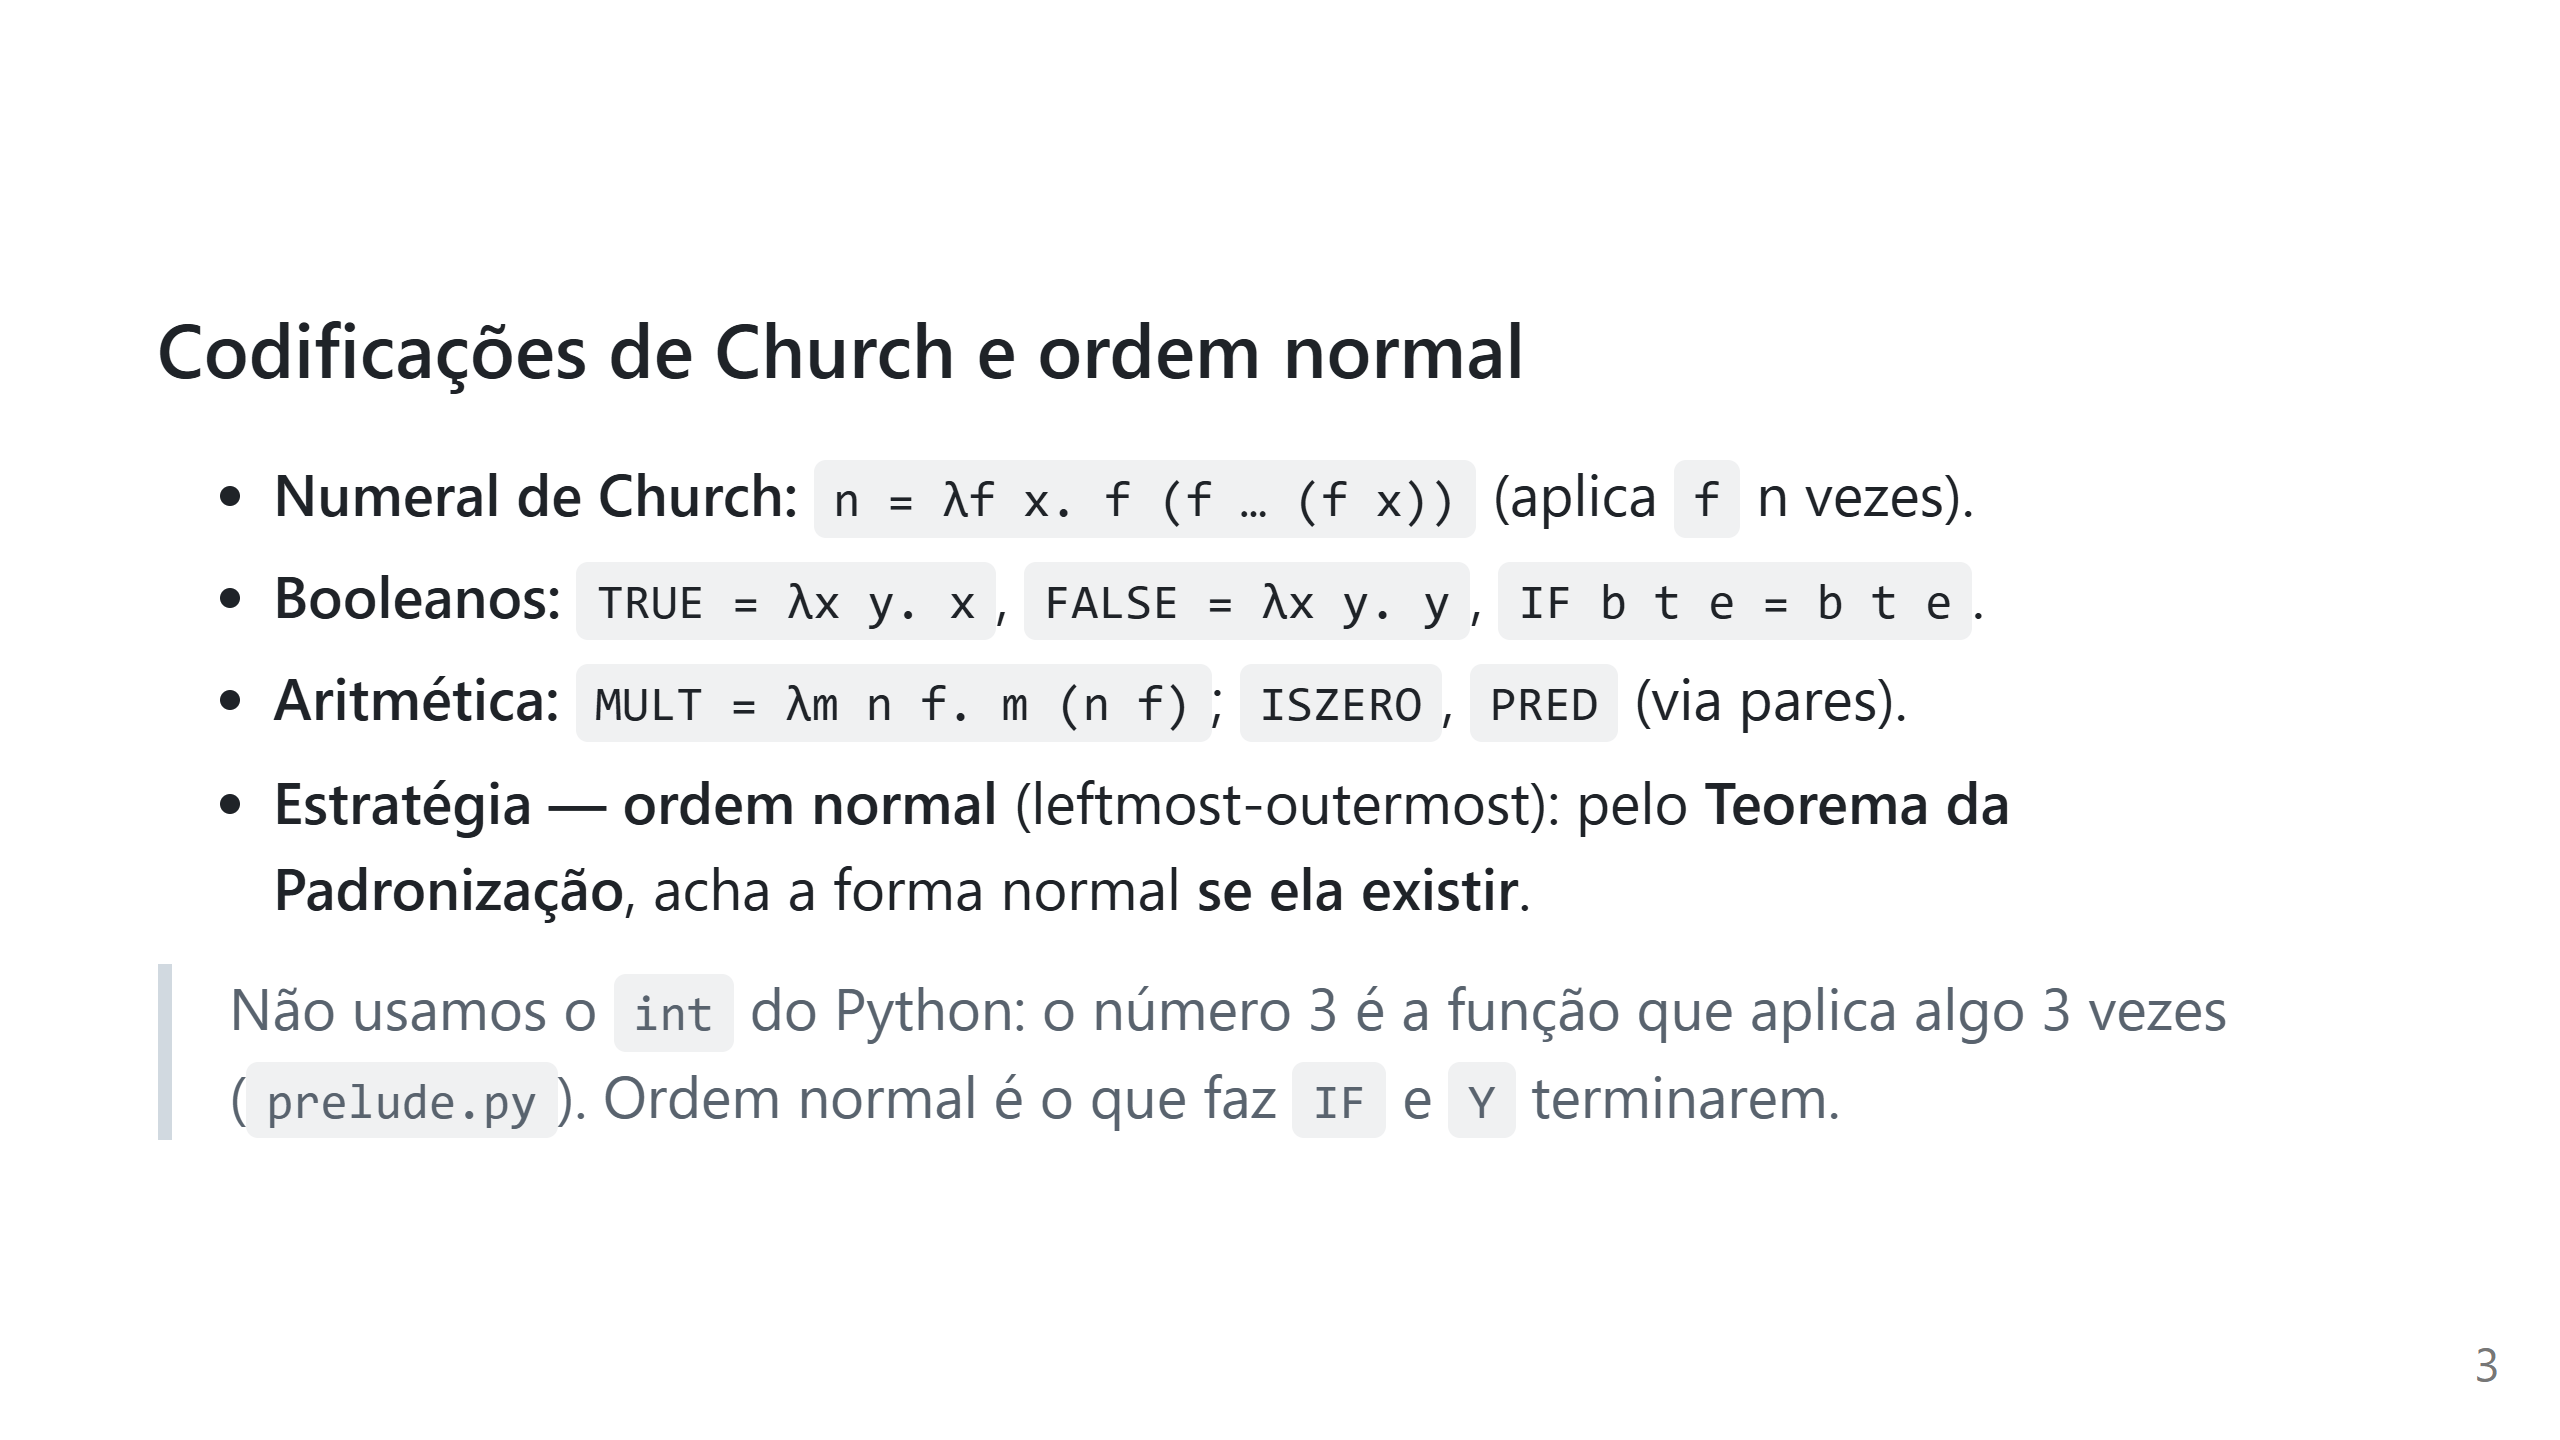 Codificações de Church e ordem normal
• Numeral de Church: n = λf x. f (f … (f x)) (aplica f n vezes).
• Booleanos: TRUE = λx y. x, FALSE = λx y. y, IF b t e = b t e.
• Aritmética: MULT = λm n f. m (n f); ISZERO, PRED (via pares).
• Estratégia — ordem normal (leftmost-outermost): pelo Teorema da
Padronização, acha a forma normal se ela existir.
Não usamos o int do Python: o número 3 é a função que aplica algo 3 vezes
(prelude.py). Ordem normal é o que faz IF e Y terminarem.
3